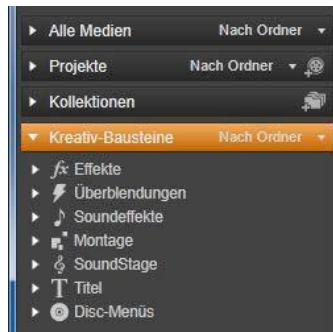 Alle Medien Nach Ordner
Projekte Nach Ordner
Kollektionen
Kreativ-Bausteine Nach Ordner
fx Effekte
Überblendungen
Soundeffekte
Montage
SoundStage
T Titel
Disc-Menüs